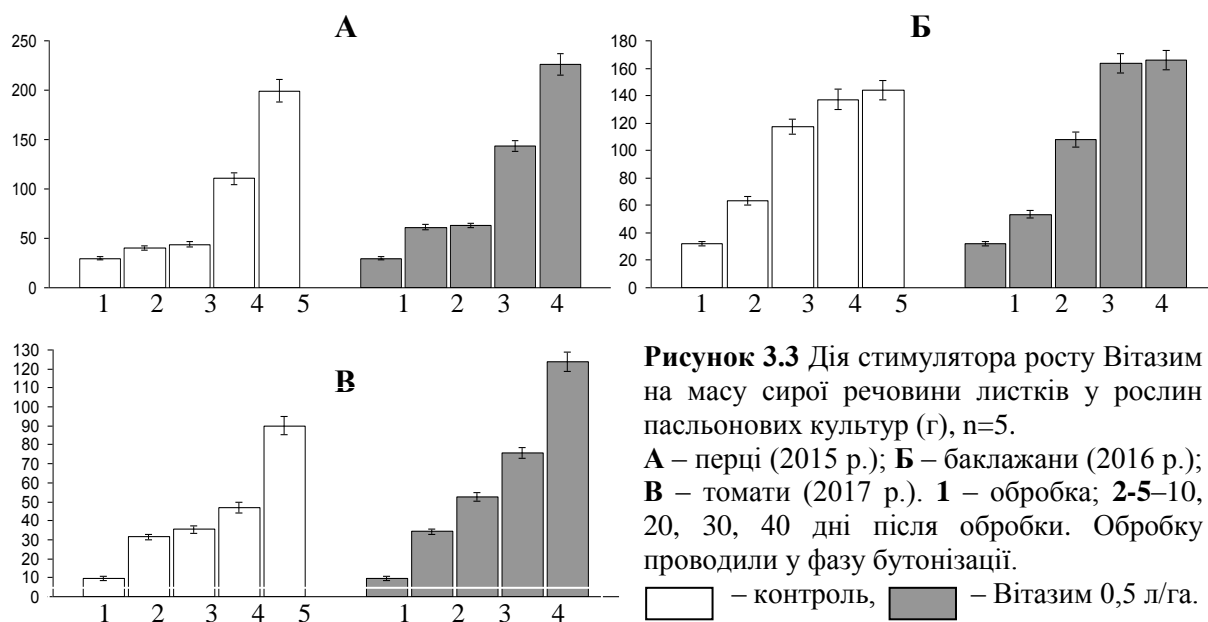 А
250
200
150
100
50
0
1 2 3 4 5 1 2 3 4
Б
180
160
140
120
100
80
60
40
20
0
1 2 3 4 5 1 2 3 4
В
130
120
110
100
90
80
70
60
50
40
30
20
10
0
1 2 3 4 5 1 2 3 4
Рисунок 3.3 Дія стимулятора росту Вітазим
на масу сирої речовини листків у рослин
пасльонових культур (г), n=5.
А – перці (2015 р.); Б – баклажани (2016 р.);
В – томати (2017 р.). 1 – обробка; 2-5–10,
20, 30, 40 дні після обробки. Обробку
проводили у фазу бутонізації.
– контроль, – Вітазим 0,5 л/га.